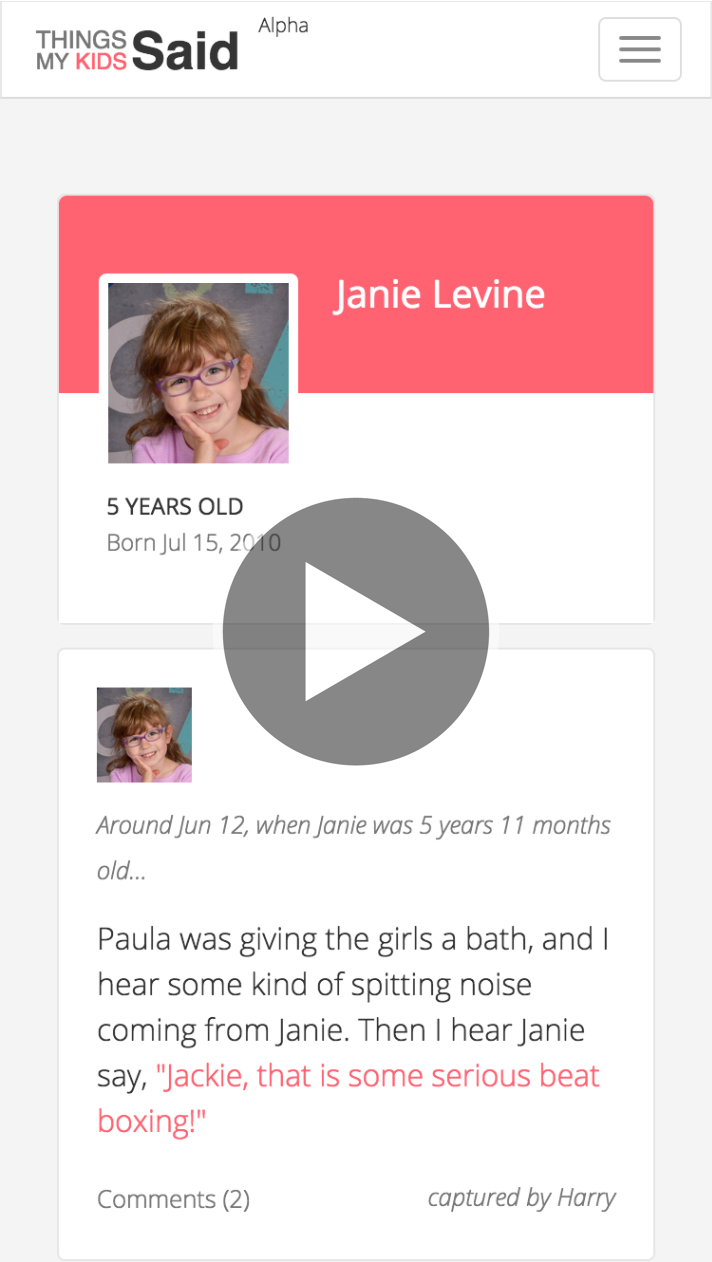 THINGS
MY KIDS Said
Alpha
Janie Levine
5 YEARS OLD
Born Jul 15, 2010
Around Jun 12, when Janie was 5 years 11 months
old...
Paula was giving the girls a bath, and I
hear some kind of spitting noise
coming from Janie. Then I hear Janie
say, "Jackie, that is some serious beat
boxing!"
Comments (2)
captured by Harry